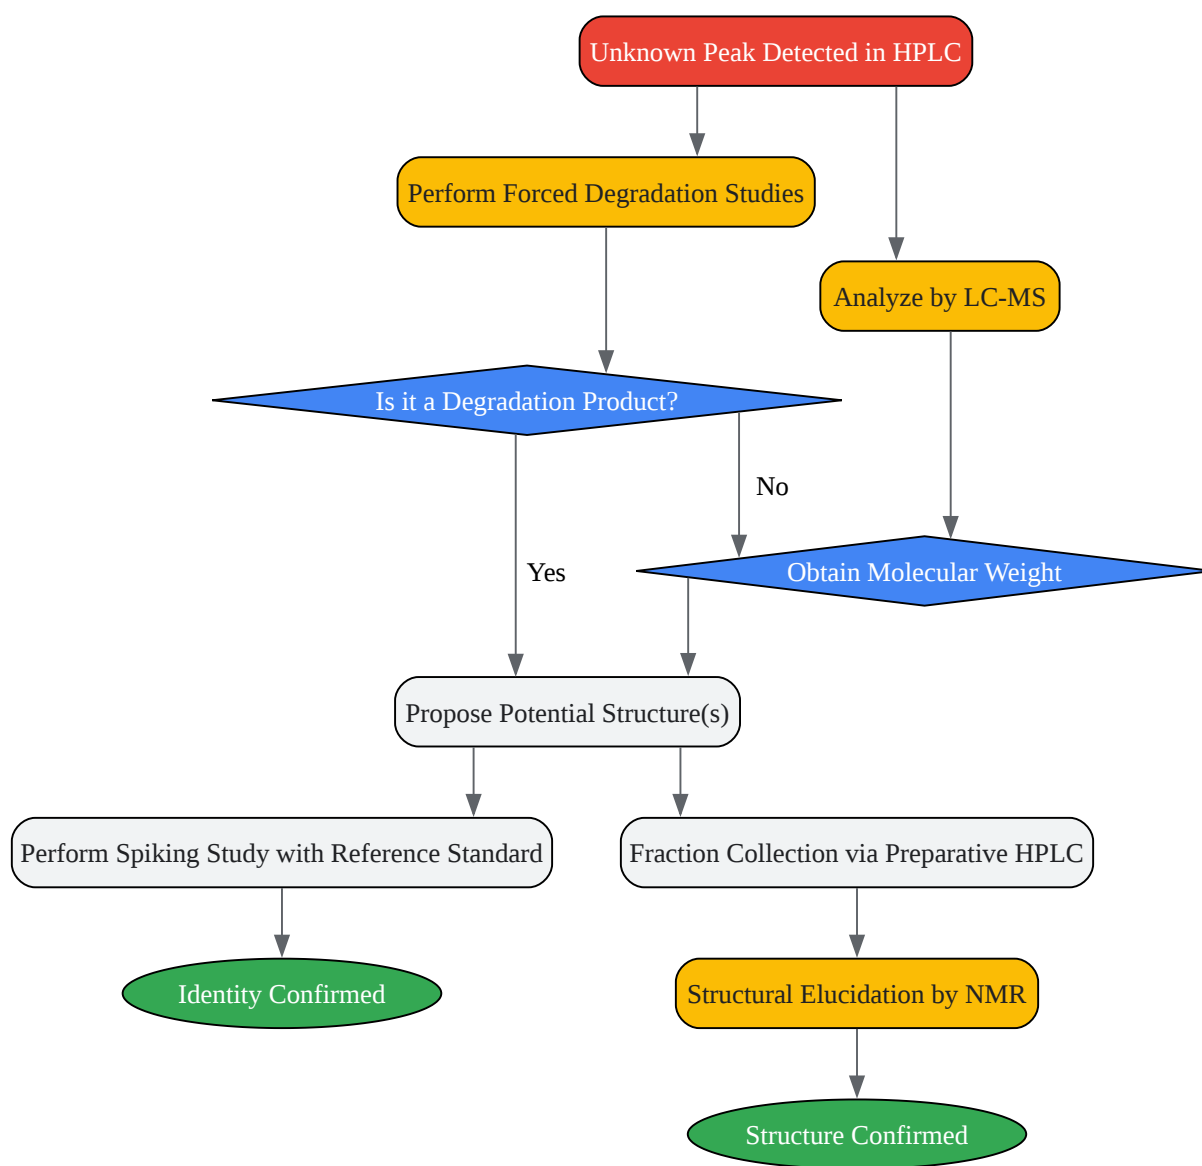 Unknown Peak Detected in HPLC
Perform Forced Degradation Studies
Analyze by LC-MS
Is it a Degradation Product?
No
Yes
Obtain Molecular Weight
Propose Potential Structure(s)
Perform Spiking Study with Reference Standard
Fraction Collection via Preparative HPLC
Identity Confirmed
Structural Elucidation by NMR
Structure Confirmed